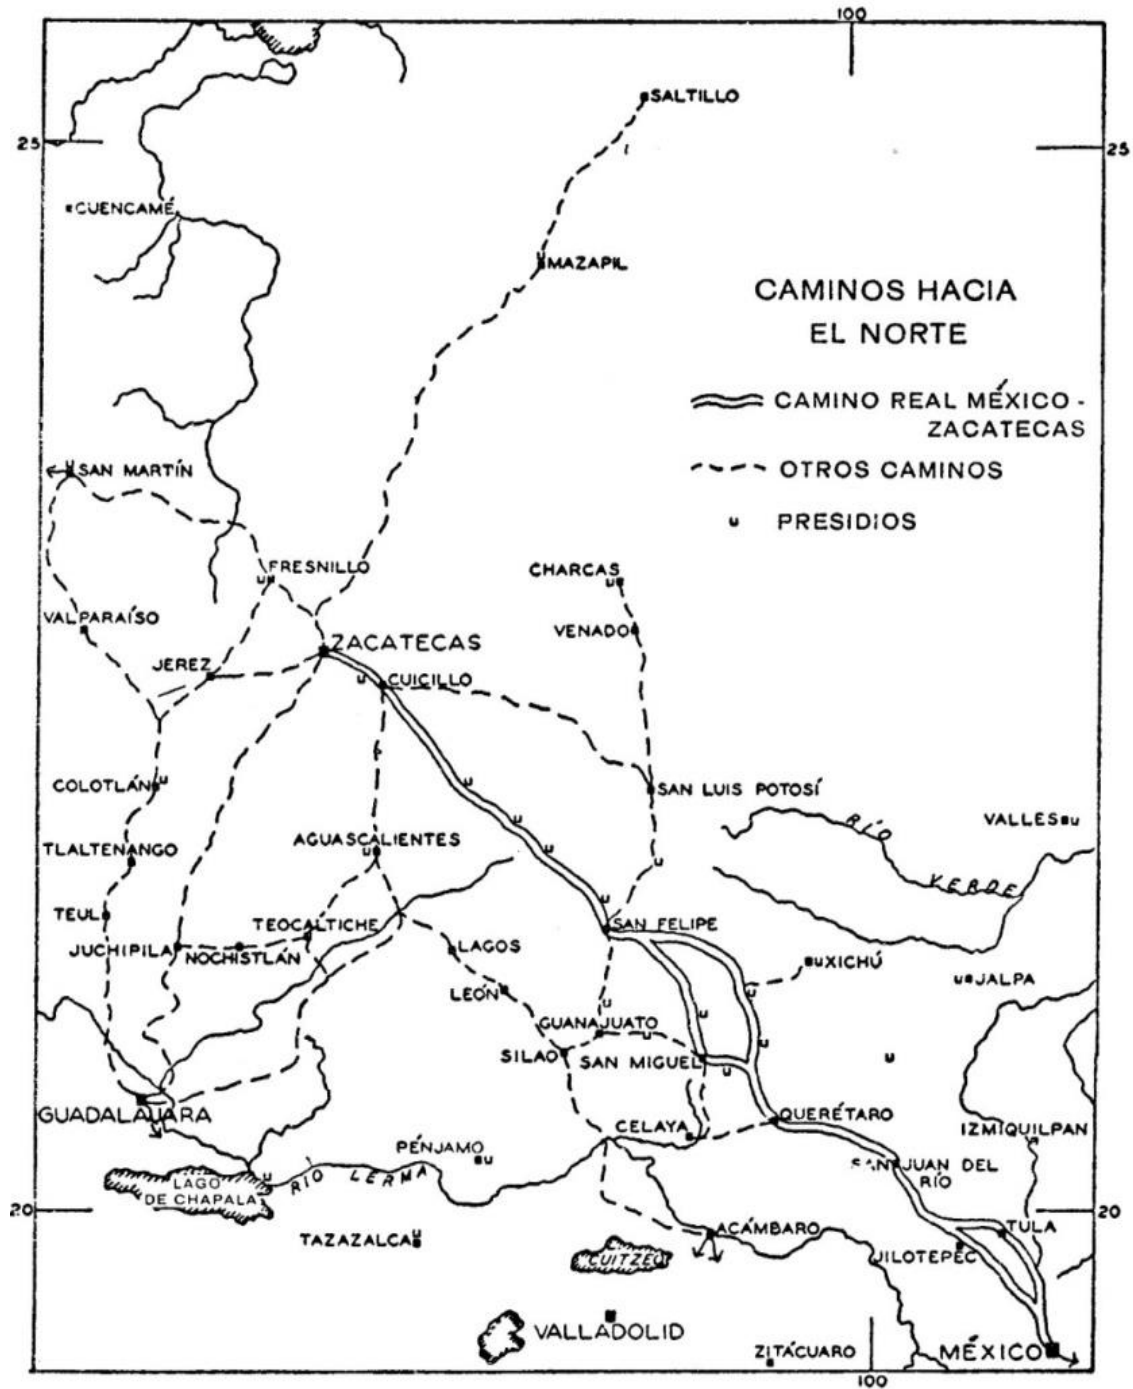 100
SALTILLO
25
25
CUENCAMÉ
MAZAPIL
CAMINOS HACIA
EL NORTE
CAMINO REAL MÉXICO -
ZACATECAS
OTROS CAMINOS
u PRESIDIOS
SAN MARTÍN
FRESNILLO
CHARCAS
VALPARAÍSO
VENADO
ZACATECAS
JEREZ
CUICILLO
COLOTLÁN
SAN LUIS POTOSÍ
RÍO
VERDE
VALLES
AGUASCALIENTES
TLALTENANGO
TEUL
TEOCALTICHE
SAN FELIPE
JUCHIPILA
NOCHISTLÁN
LAGOS
XICHÚ
JALPA
LEÓN
GUANAJUATO
SILAO
SAN MIGUEL
GUADALAJARA
QUERÉTARO
CELAYA
IZMIQUILPAN
PÉNJAMO
SAN JUAN DEL
RÍO
RÍO LERMA
LAGO
DE CHAPALA
20
20
TAZAZALCA
ACÁMBARO
TULA
CUITZEO
JILOTEPEC
VALLADOLID
ZITÁCUARO
MÉXICO
100